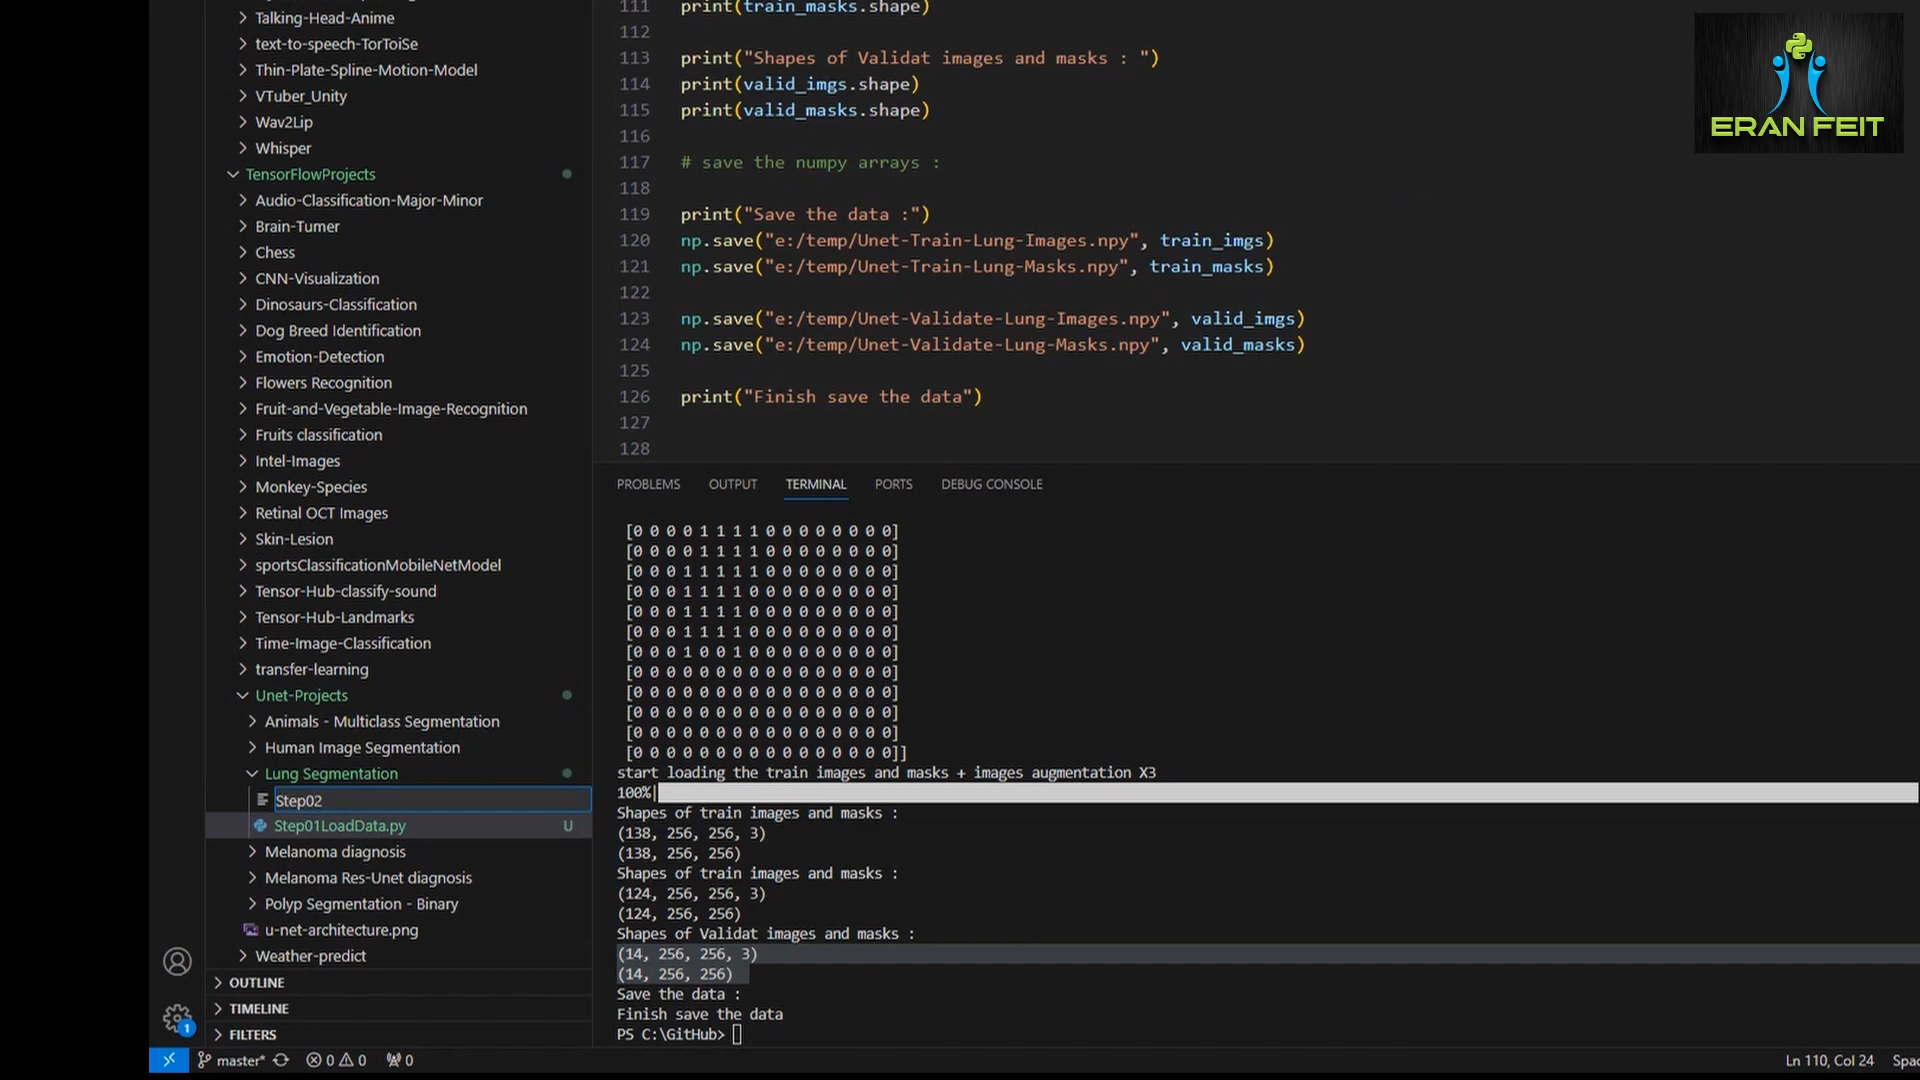 Talking-Head-Anime
text-to-speech-TorToiSe
Thin-Plate-Spline-Motion-Model
VTuber_Unity
Wav2Lip
Whisper
TensorFlowProjects
Audio-Classification-Major-Minor
Brain-Tumer
Chess
CNN-Visualization
Dinosaurs-Classification
Dog Breed Identification
Emotion-Detection
Flowers Recognition
Fruit-and-Vegetable-Image-Recognition
Fruits classification
Intel-Images
Monkey-Species
Retinal OCT Images
Skin-Lesion
sportsClassificationMobileNetModel
Tensor-Hub-classify-sound
Tensor-Hub-Landmarks
Time-Image-Classification
transfer-learning
Unet-Projects
Animals - Multiclass Segmentation
Human Image Segmentation
Lung Segmentation
Step02
Step01LoadData.py U
Melanoma diagnosis
Melanoma Res-Unet diagnosis
Polyp Segmentation - Binary
u-net-architecture.png
Weather-predict
OUTLINE
TIMELINE
FILTERS
1
111 print(train_masks.shape)
112
113 print("Shapes of Validat images and masks : ")
114 print(valid_imgs.shape)
115 print(valid_masks.shape)
116
117 # save the numpy arrays :
118
119 print("Save the data :")
120 np.save("e:/temp/Unet-Train-Lung-Images.npy", train_imgs)
121 np.save("e:/temp/Unet-Train-Lung-Masks.npy", train_masks)
122
123 np.save("e:/temp/Unet-Validate-Lung-Images.npy", valid_imgs)
124 np.save("e:/temp/Unet-Validate-Lung-Masks.npy", valid_masks)
125
126 print("Finish save the data")
127
128
ERAN FEIT
PROBLEMS OUTPUT TERMINAL PORTS DEBUG CONSOLE
[0 0 0 0 1 1 1 1 0 0 0 0 0 0 0 0]
[0 0 0 0 1 1 1 1 0 0 0 0 0 0 0 0]
[0 0 0 1 1 1 1 1 0 0 0 0 0 0 0 0]
[0 0 0 1 1 1 1 0 0 0 0 0 0 0 0 0]
[0 0 0 1 1 1 1 0 0 0 0 0 0 0 0 0]
[0 0 0 1 1 1 1 0 0 0 0 0 0 0 0 0]
[0 0 0 1 0 0 1 0 0 0 0 0 0 0 0 0]
[0 0 0 0 0 0 0 0 0 0 0 0 0 0 0 0]
[0 0 0 0 0 0 0 0 0 0 0 0 0 0 0 0]
[0 0 0 0 0 0 0 0 0 0 0 0 0 0 0 0]
[0 0 0 0 0 0 0 0 0 0 0 0 0 0 0 0]
[0 0 0 0 0 0 0 0 0 0 0 0 0 0 0 0]]
start loading the train images and masks + images augmentation X3
100%|
Shapes of train images and masks :
(138, 256, 256, 3)
(138, 256, 256)
Shapes of train images and masks :
(124, 256, 256, 3)
(124, 256, 256)
Shapes of Validat images and masks :
(14, 256, 256, 3)
(14, 256, 256)
Save the data :
Finish save the data
PS C:\GitHub>
master* 0 0 0 Ln 110, Col 24 Spac